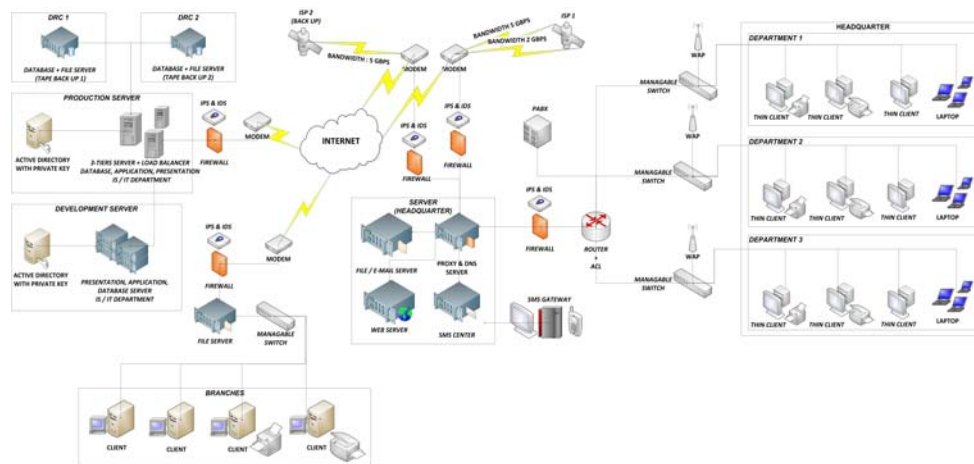 DRC 1
DATABASE + FILE SERVER
(TAPE BACK UP 1)
DRC 2
DATABASE + FILE SERVER
(TAPE BACK UP 2)
PRODUCTION SERVER
ACTIVE DIRECTORY
WITH PRIVATE KEY
3-TIERS SERVER + LOAD BALANCER
DATABASE, APPLICATION, PRESENTATION
IS / IT DEPARTMENT
DEVELOPMENT SERVER
ACTIVE DIRECTORY
WITH PRIVATE KEY
PRESENTATION, APPLICATION,
DATABASE SERVER
IS / IT DEPARTMENT
IPS & IDS
FIREWALL
MODEM
IPS & IDS
FIREWALL
MODEM
FILE SERVER
MANAGABLE
SWITCH
BRANCHES
CLIENT
CLIENT
CLIENT
CLIENT
ISP 2
(BACK UP)
BANDWIDTH : 5 GBPS
MODEM
BANDWIDTH 5 GBPS
BANDWIDTH 2 GBPS
ISP 1
MODEM
INTERNET
IPS & IDS
FIREWALL
IPS & IDS
FIREWALL
SERVER
(HEADQUARTER)
FILE / E-MAIL SERVER
PROXY & DNS
SERVER
WEB SERVER
SMS CENTER
SMS GATEWAY
PABX
IPS & IDS
FIREWALL
ROUTER
+
ACL
WAP
MANAGABLE
SWITCH
WAP
MANAGABLE
SWITCH
WAP
MANAGABLE
SWITCH
HEADQUARTER
DEPARTMENT 1
THIN CLIENT
THIN CLIENT
THIN CLIENT
LAPTOP
DEPARTMENT 2
THIN CLIENT
THIN CLIENT
THIN CLIENT
LAPTOP
DEPARTMENT 3
THIN CLIENT
THIN CLIENT
THIN CLIENT
LAPTOP